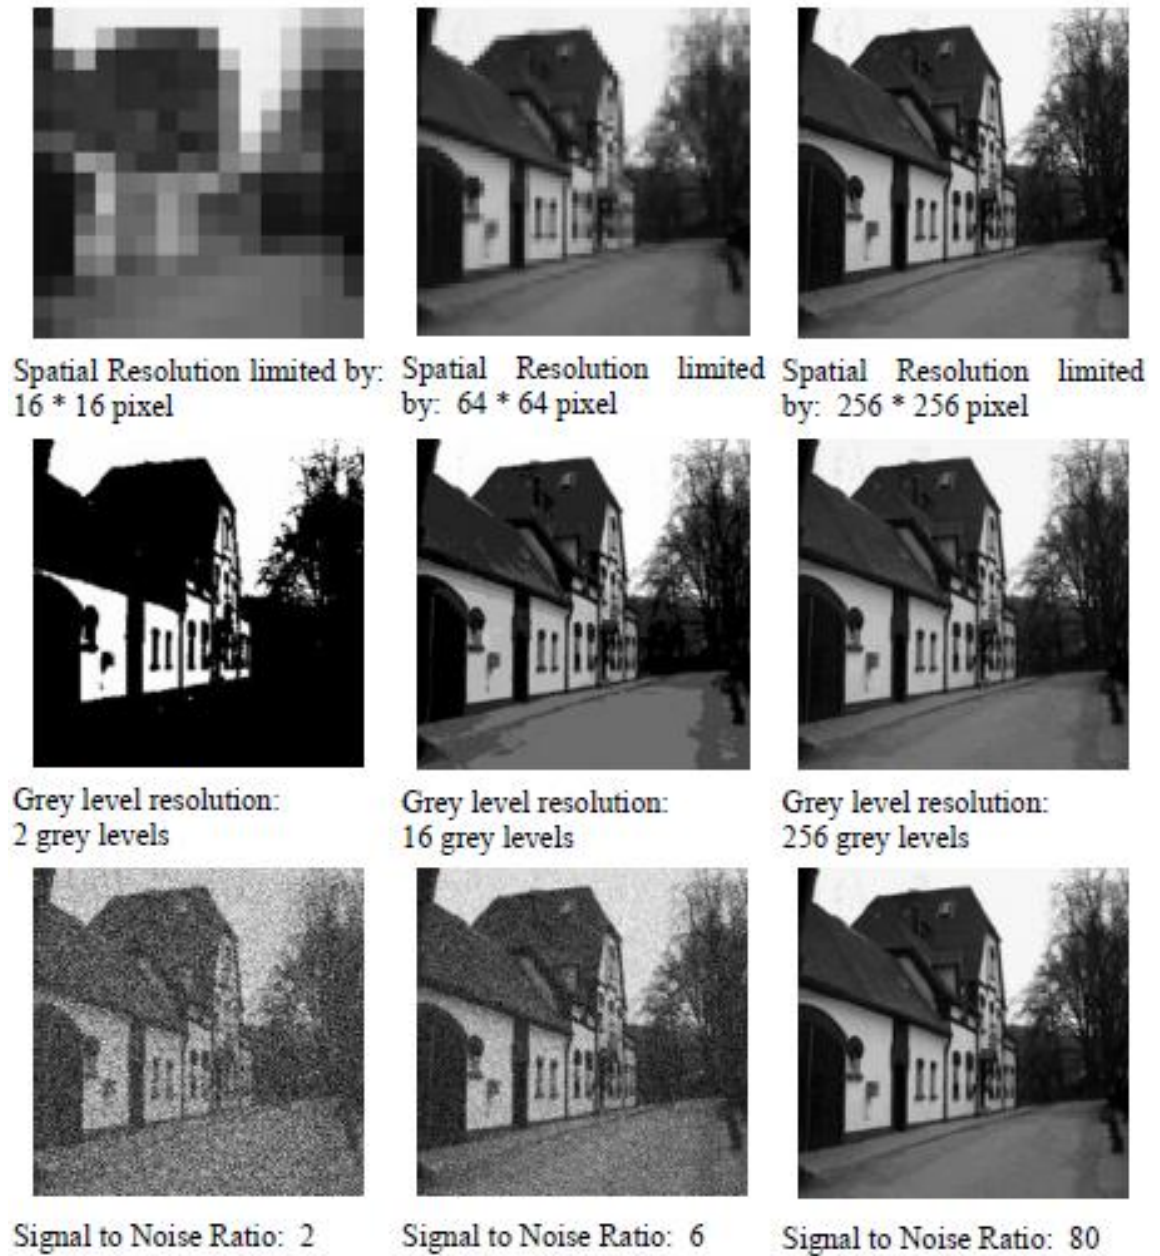 Spatial Resolution limited by:
16 * 16 pixel
Spatial Resolution limited
by: 64 * 64 pixel
Spatial Resolution limited
by: 256 * 256 pixel
Grey level resolution:
2 grey levels
Grey level resolution:
16 grey levels
Grey level resolution:
256 grey levels
Signal to Noise Ratio: 2
Signal to Noise Ratio: 6
Signal to Noise Ratio: 80